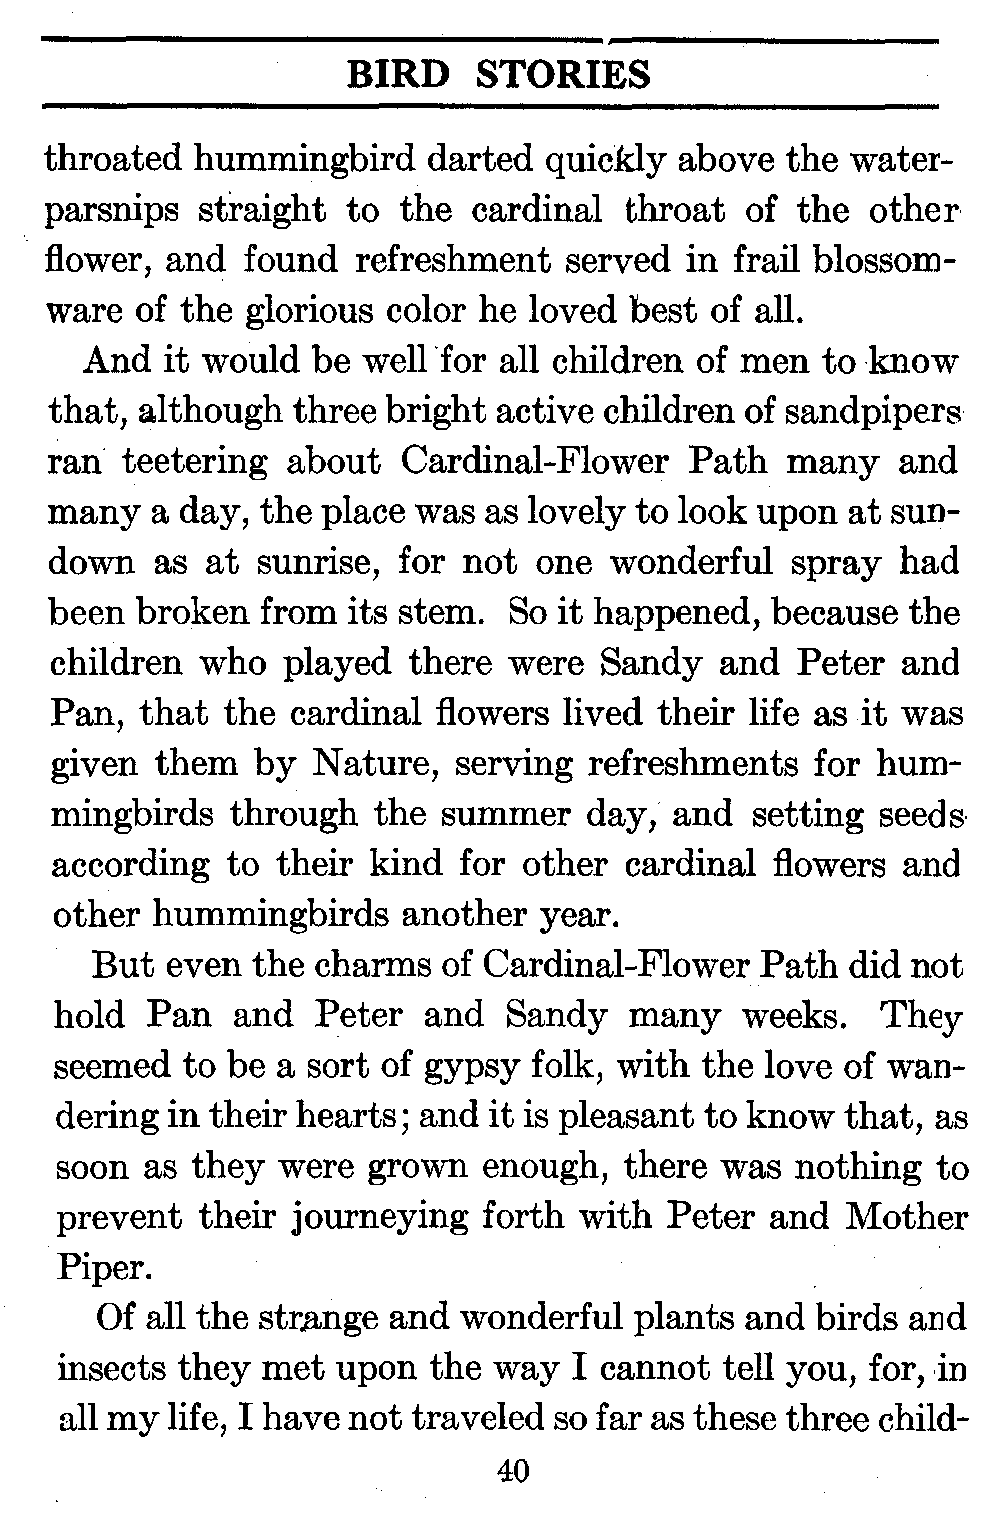 BIRD STORIES
throated hummingbird darted quickly above the water-
parsnips straight to the cardinal throat of the other
flower, and found refreshment served in frail blossom-
ware of the glorious color he loved best of all.
And it would be well for all children of men to know
that, although three bright active children of sandpipers
ran teetering about Cardinal-Flower Path many and
many a day, the place was as lovely to look upon at sun-
down as at sunrise, for not one wonderful spray had
been broken from its stem. So it happened, because the
children who played there were Sandy and Peter and
Pan, that the cardinal flowers lived their life as it was
given them by Nature, serving refreshments for hum-
mingbirds through the summer day, and setting seeds
according to their kind for other cardinal flowers and
other hummingbirds another year.
But even the charms of Cardinal-Flower Path did not
hold Pan and Peter and Sandy many weeks. They
seemed to be a sort of gypsy folk, with the love of wan-
dering in their hearts; and it is pleasant to know that, as
soon as they were grown enough, there was nothing to
prevent their journeying forth with Peter and Mother
Piper.
Of all the strange and wonderful plants and birds and
insects they met upon the way I cannot tell you, for, in
all my life, I have not traveled so far as these three child-
40